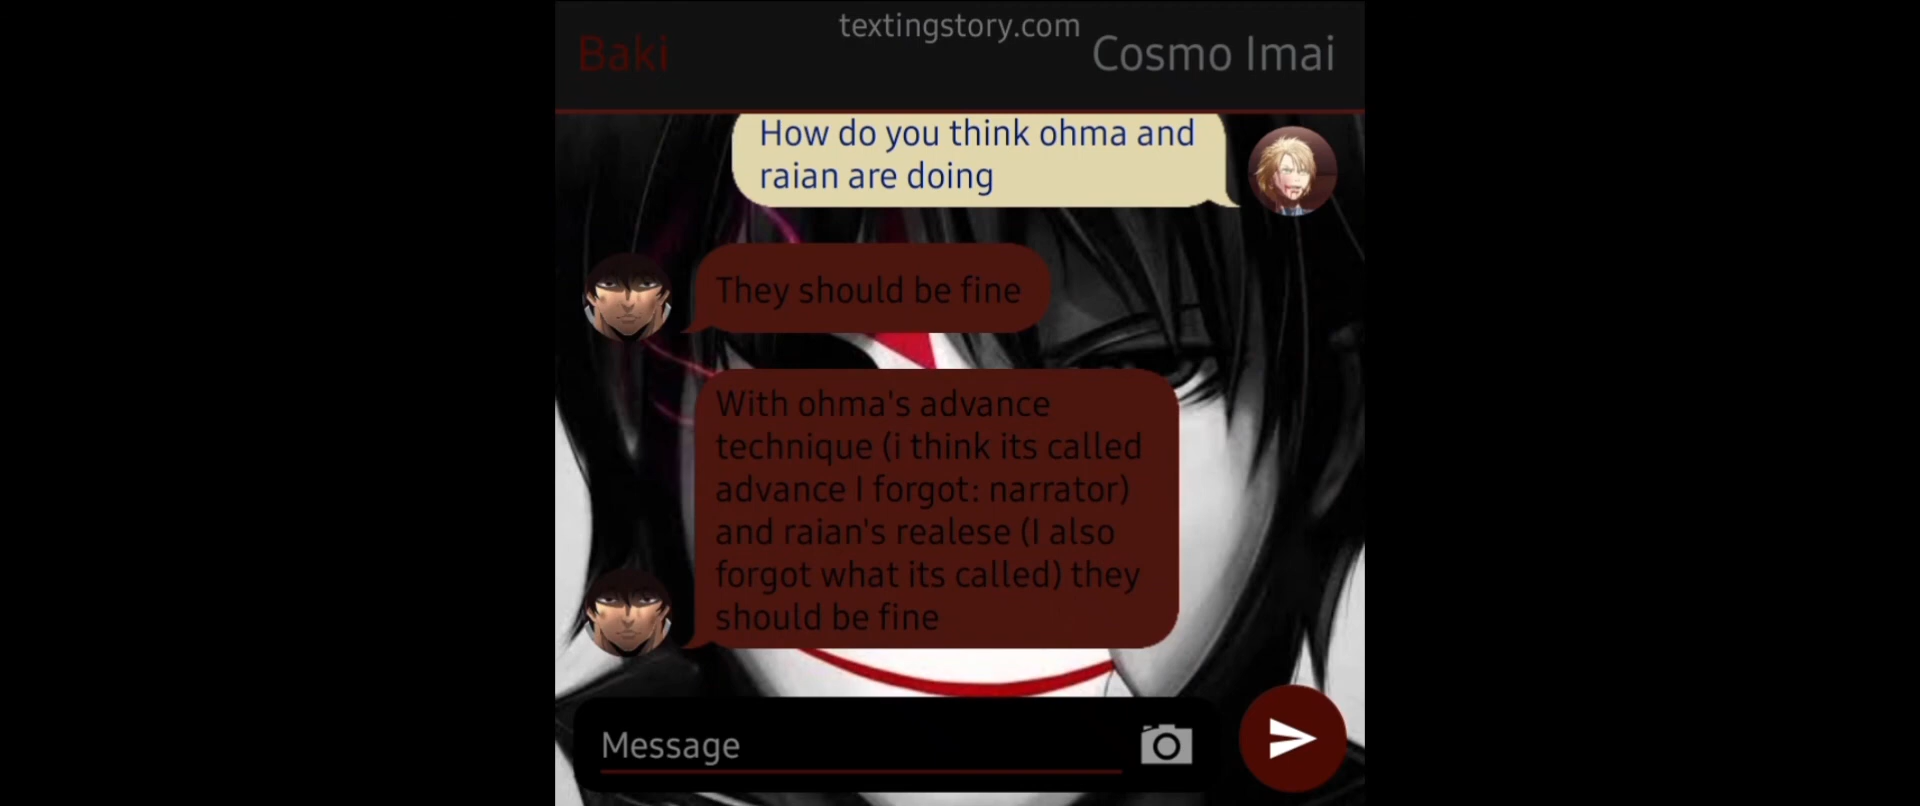 textingstory.com
Baki
Cosmo Imai
How do you think ohma and
raian are doing
They should be fine
With ohma's advance
technique (i think its called
advance I forgot: narrator)
and raian's realese (I also
forgot what its called) they
should be fine
Message